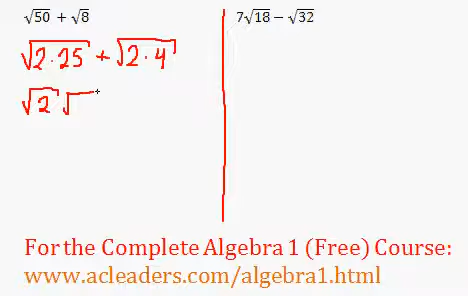 √50 + √8
7√18 − √32
√2·25 + √2·4
√2 √
For the Complete Algebra 1 (Free) Course:
www.acleaders.com/algebra1.html